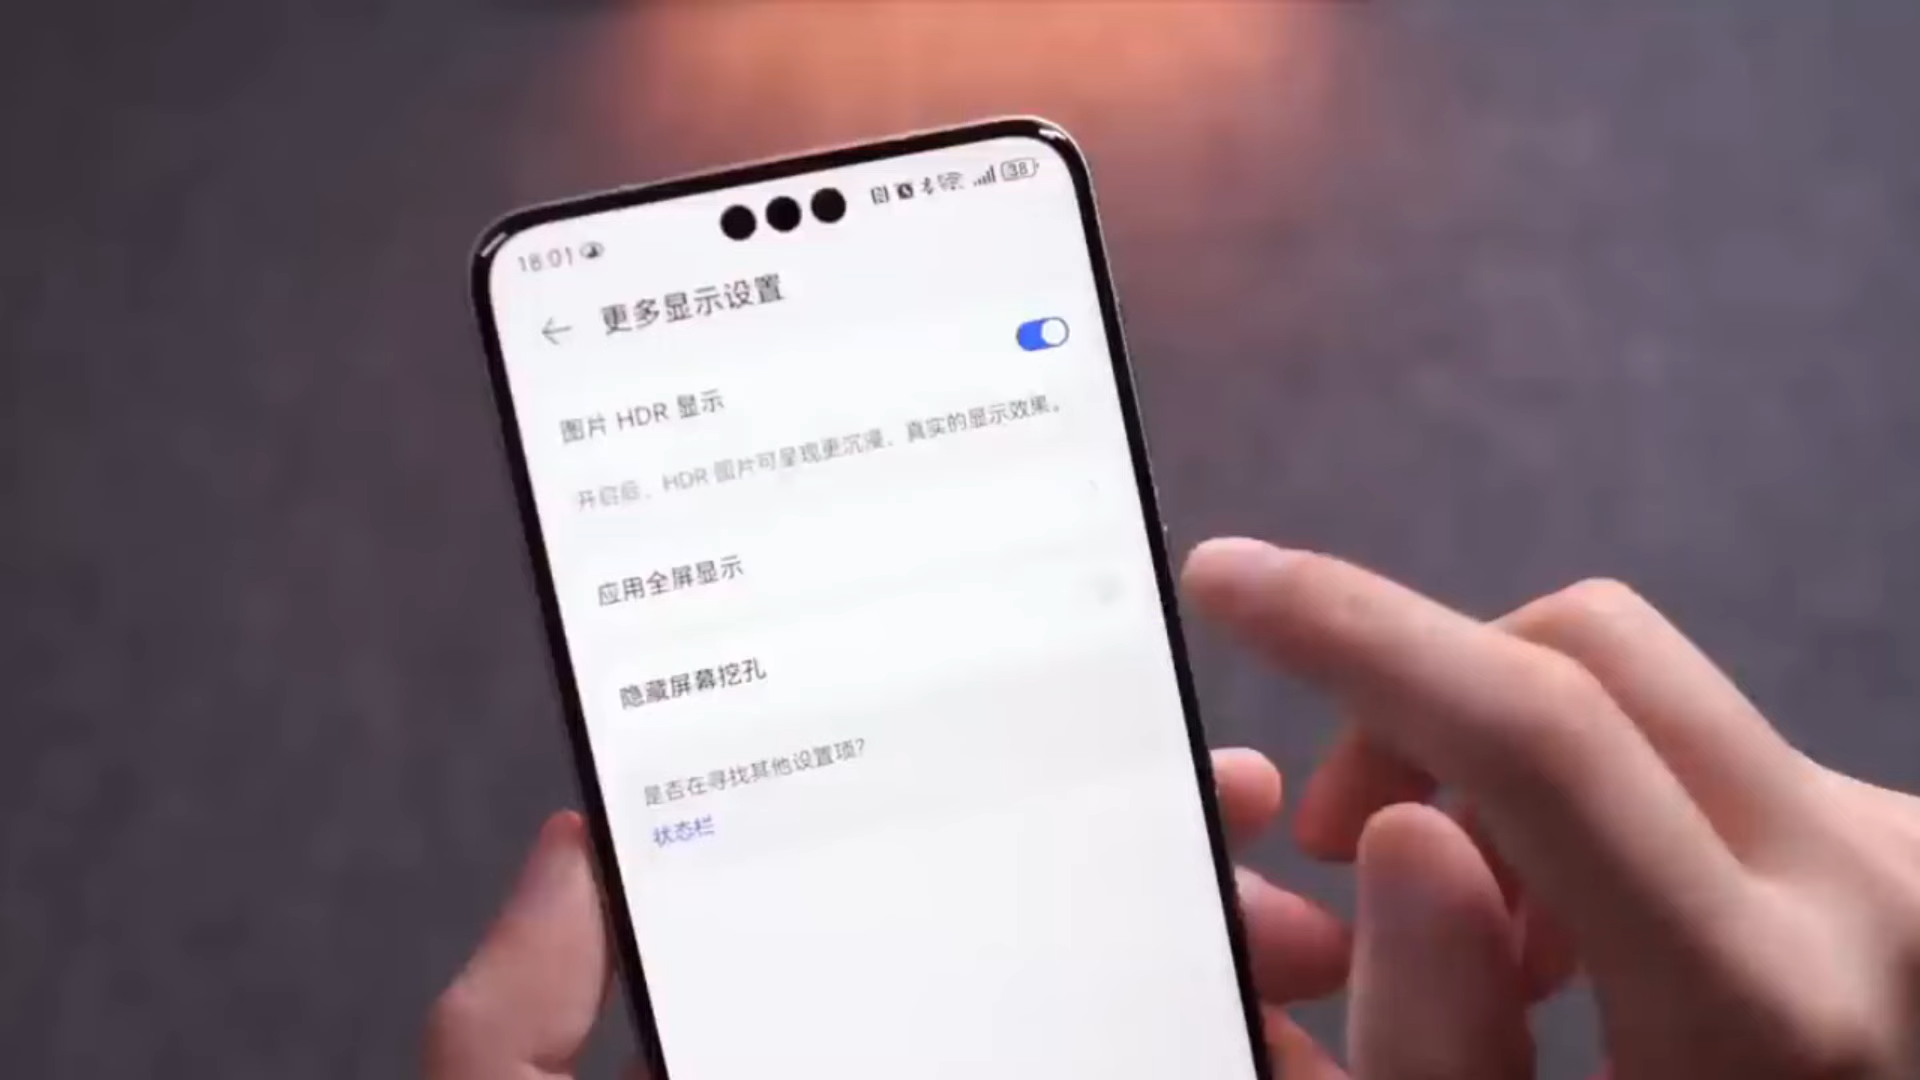 18:01
38
更多显示设置
图片 HDR 显示
开启后，HDR 图片可呈现更沉浸、真实的显示效果。
应用全屏显示
隐藏屏幕挖孔
是否在寻找其他设置项?
状态栏